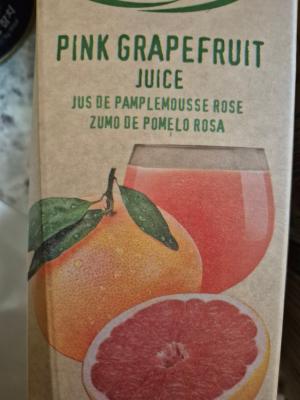 PINK GRAPEFRUIT
JUICE
JUS DE PAMPLEMOUSSE ROSE
ZUMO DE POMELO ROSA